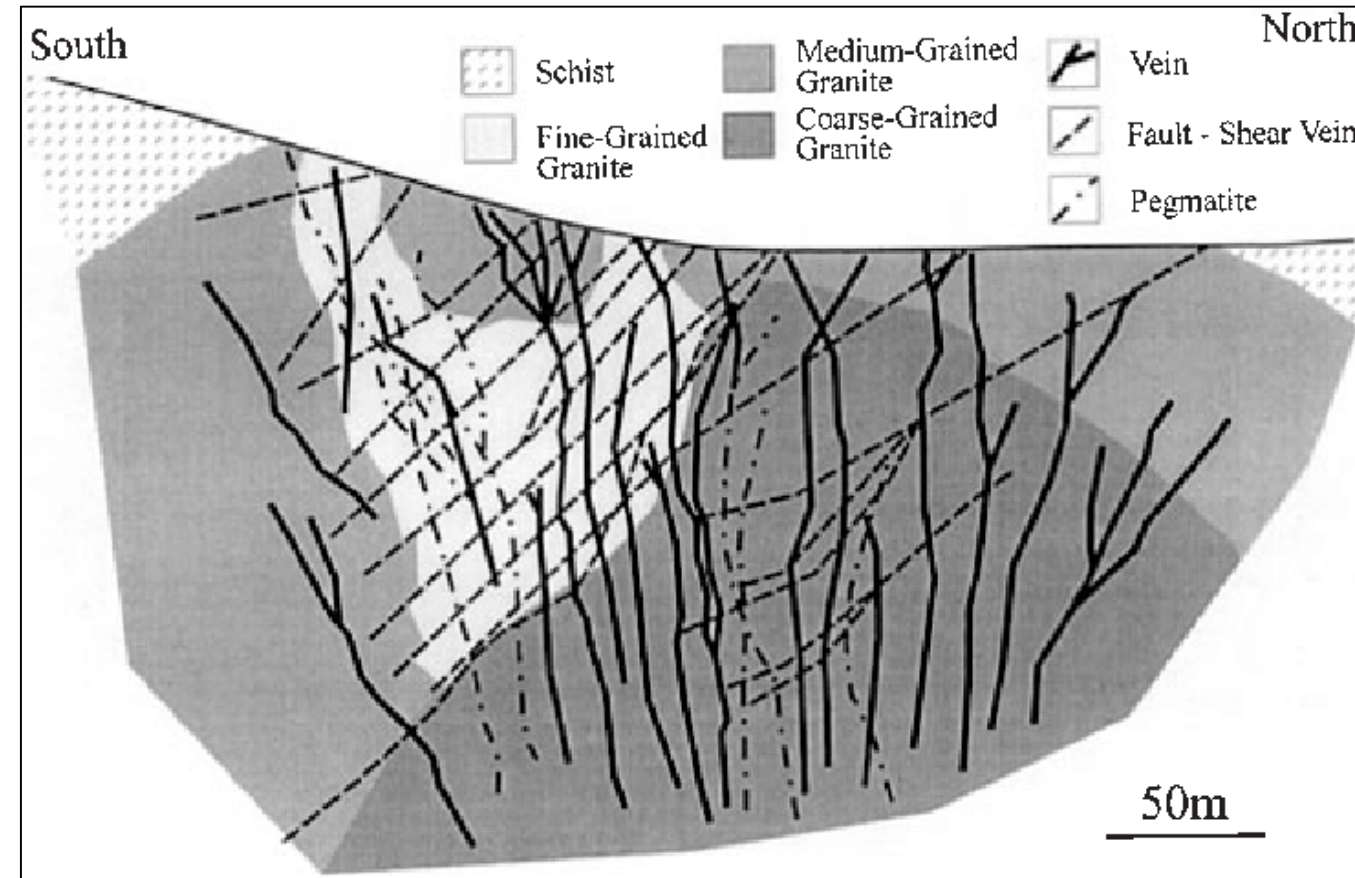 South
North
Schist
Fine-Grained
Granite
Medium-Grained
Granite
Coarse-Grained
Granite
Vein
Fault - Shear Vein
Pegmatite
50m